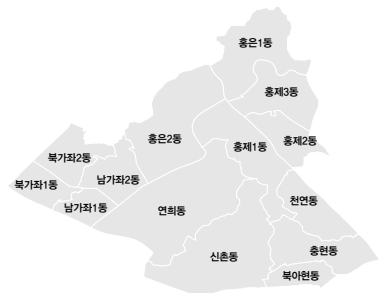 홍은1동
홍제3동
홍은2동
홍제2동
홍제1동
북가좌2동
남가좌2동
북가좌1동
남가좌1동
연희동
천연동
충현동
신촌동
북아현동